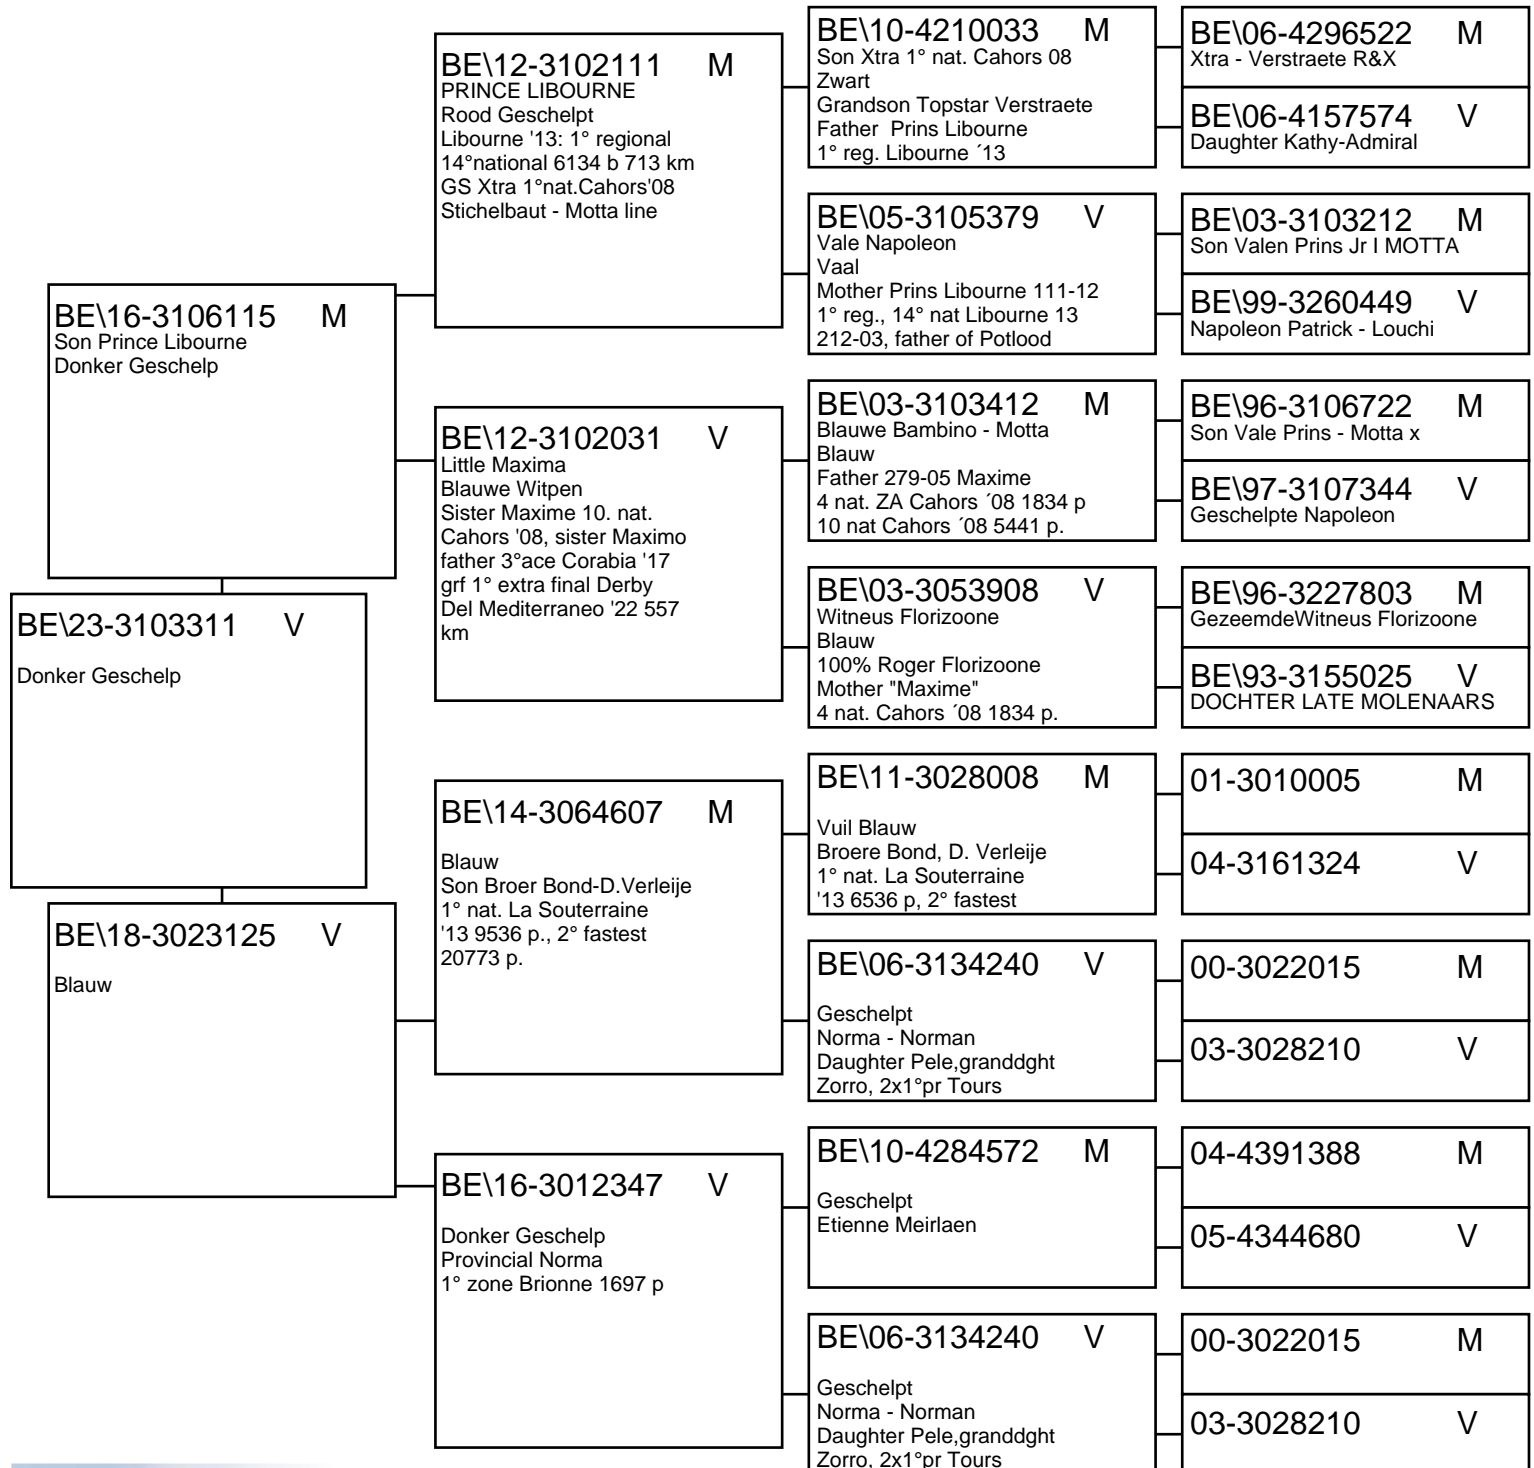 BE\23-3103311 V
Donker Geschelp
BE\16-3106115 M
Son Prince Libourne
Donker Geschelp
BE\18-3023125 V
Blauw
BE\12-3102111 M
PRINCE LIBOURNE
Rood Geschelpt
Libourne '13: 1° regional
14°national 6134 b 713 km
GS Xtra 1°nat.Cahors'08
Stichelbaut - Motta line
BE\12-3102031 V
Little Maxima
Blauwe Witpen
Sister Maxime 10. nat.
Cahors '08, sister Maximo
father 3°ace Corabia '17
grf 1° extra final Derby
Del Mediterraneo '22 557
km
BE\14-3064607 M
Blauw
Son Broer Bond-D.Verleije
1° nat. La Souterraine
'13 9536 p., 2° fastest
20773 p.
BE\16-3012347 V
Donker Geschelp
Provincial Norma
1° zone Brionne 1697 p
BE\10-4210033 M
Son Xtra 1° nat. Cahors 08
Zwart
Grandson Topstar Verstraete
Father  Prins Libourne
1° reg. Libourne ´13
BE\05-3105379 V
Vale Napoleon
Vaal
Mother Prins Libourne 111-12
1° reg., 14° nat Libourne 13
212-03, father of Potlood
BE\03-3103412 M
Blauwe Bambino - Motta
Blauw
Father 279-05 Maxime
4 nat. ZA Cahors ´08 1834 p
10 nat Cahors ´08 5441 p.
BE\03-3053908 V
Witneus Florizoone
Blauw
100% Roger Florizoone
Mother "Maxime"
4 nat. Cahors ´08 1834 p.
BE\11-3028008 M
Vuil Blauw
Broere Bond, D. Verleije
1° nat. La Souterraine
'13 6536 p, 2° fastest
BE\06-3134240 V
Geschelpt
Norma - Norman
Daughter Pele,granddght
Zorro, 2x1°pr Tours
BE\10-4284572 M
Geschelpt
Etienne Meirlaen
BE\06-3134240 V
Geschelpt
Norma - Norman
Daughter Pele,granddght
Zorro, 2x1°pr Tours
BE\06-4296522 M
Xtra - Verstraete R&X
BE\06-4157574 V
Daughter Kathy-Admiral
BE\03-3103212 M
Son Valen Prins Jr I MOTTA
BE\99-3260449 V
Napoleon Patrick - Louchi
BE\96-3106722 M
Son Vale Prins - Motta x
BE\97-3107344 V
Geschelpte Napoleon
BE\96-3227803 M
GezeemdeWitneus Florizoone
BE\93-3155025 V
DOCHTER LATE MOLENAARS
01-3010005 M
04-3161324 V
00-3022015 M
03-3028210 V
04-4391388 M
05-4344680 V
00-3022015 M
03-3028210 V